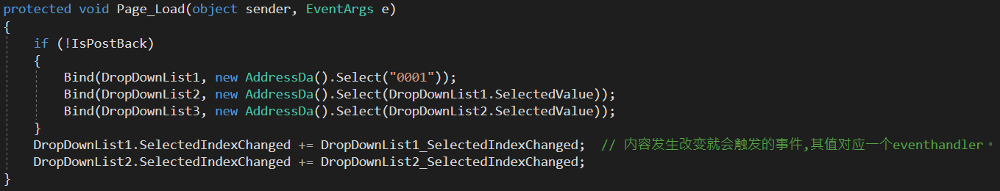 protected void Page_Load(object sender, EventArgs e)
{
    if (!IsPostBack)
    {
        Bind(DropDownList1, new AddressDa().Select("0001"));
        Bind(DropDownList2, new AddressDa().Select(DropDownList1.SelectedValue));
        Bind(DropDownList3, new AddressDa().Select(DropDownList2.SelectedValue));
    }
    DropDownList1.SelectedIndexChanged += DropDownList1_SelectedIndexChanged;  // 内容发生改变就会触发的事件,其值对应一个eventhandler。
    DropDownList2.SelectedIndexChanged += DropDownList2_SelectedIndexChanged;
}